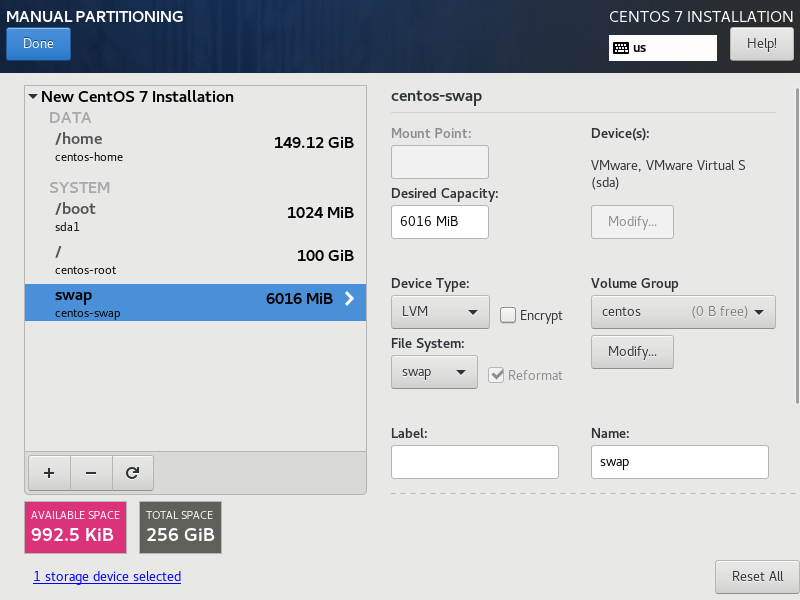 MANUAL PARTITIONING
CENTOS 7 INSTALLATION
Done
us
Help!
New CentOS 7 Installation
DATA
/home
149.12 GiB
centos-home
SYSTEM
/boot
1024 MiB
sda1
/
100 GiB
centos-root
swap
6016 MiB
centos-swap
+ −
AVAILABLE SPACE
992.5 KiB
TOTAL SPACE
256 GiB
1 storage device selected
centos-swap
Mount Point:
Device(s):
VMware, VMware Virtual S
(sda)
Desired Capacity:
6016 MiB
Modify...
Device Type:
Volume Group
LVM
Encrypt
centos (0 B free)
File System:
Modify...
swap
Reformat
Label:
Name:
swap
Reset All